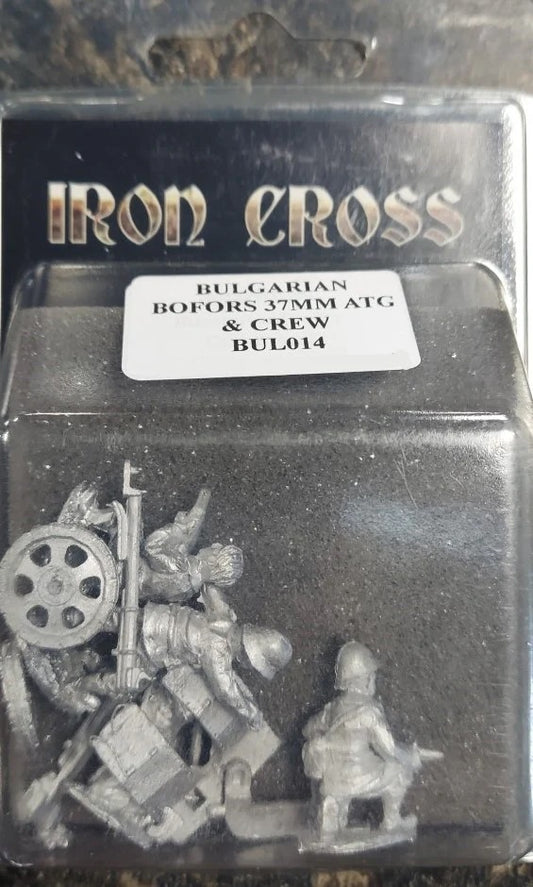 IRON CROSS
BULGARIAN
BOFORS 37MM ATG
& CREW
BUL014